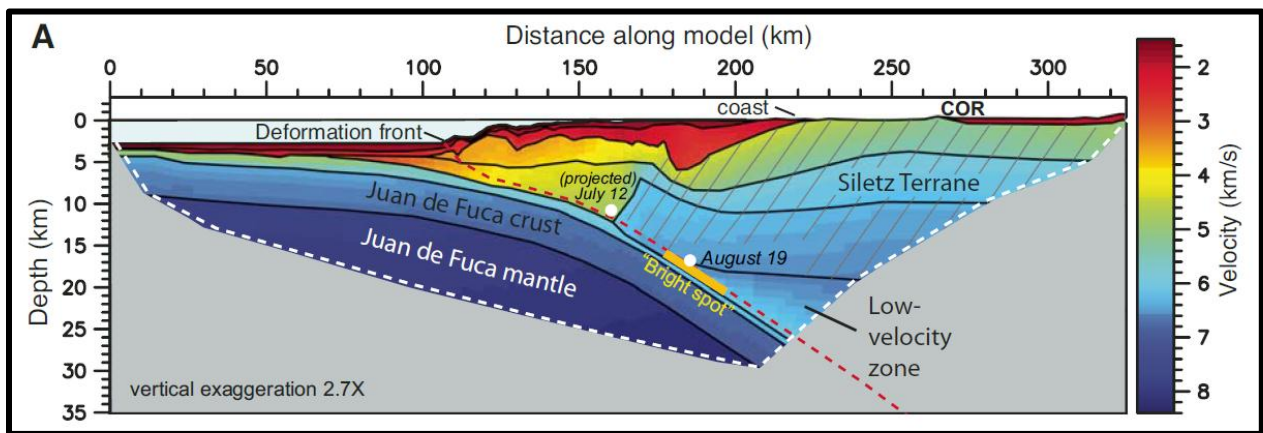 A
Distance along model (km)
0 50 100 150 200 250 300
coast
COR
Deformation front
(projected)
July 12
Siletz Terrane
Juan de Fuca crust
Juan de Fuca mantle
August 19
"Bright spot"
Low-
velocity
zone
vertical exaggeration 2.7X
Depth (km)
0
5
10
15
20
25
30
35
Velocity (km/s)
2
3
4
5
6
7
8